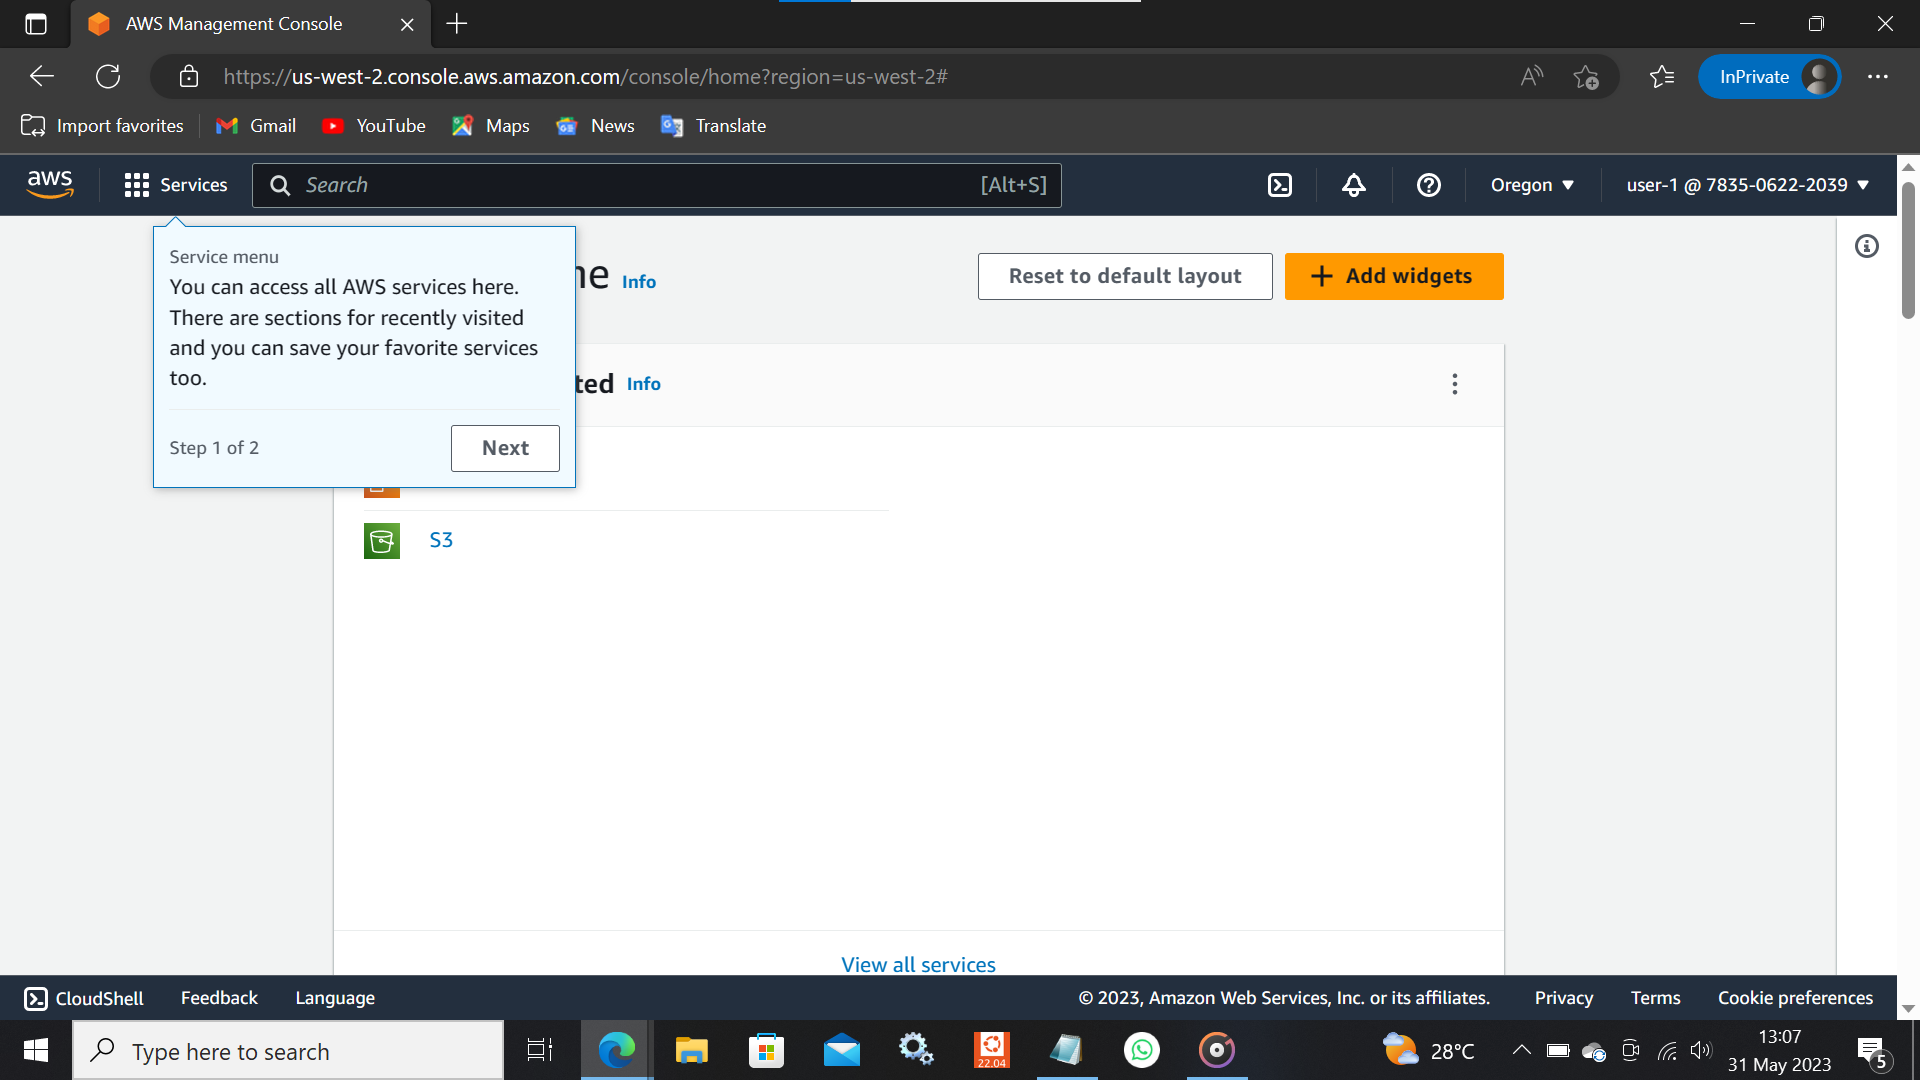 AWS Management Console
https://us-west-2.console.aws.amazon.com/console/home?region=us-west-2#
InPrivate
Import favorites
Gmail
YouTube
Maps
News
Translate
aws
Services
Search
[Alt+S]
Oregon
user-1 @ 7835-0622-2039
Service menu
You can access all AWS services here.
There are sections for recently visited
and you can save your favorite services
too.
Step 1 of 2
Next
Info
Reset to default layout
Add widgets
ted
Info
S3
View all services
CloudShell
Feedback
Language
© 2023, Amazon Web Services, Inc. or its affiliates.
Privacy
Terms
Cookie preferences
Type here to search
22.04
28°C
13:07
31 May 2023
5